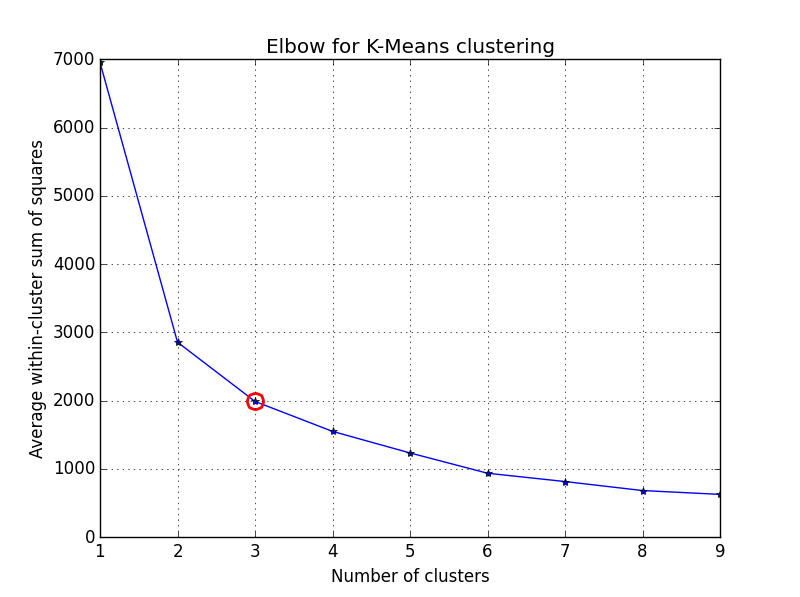 Elbow for K-Means clustering
7000
6000
5000
4000
3000
2000
1000
0
Average within-cluster sum of squares
1 2 3 4 5 6 7 8 9
Number of clusters